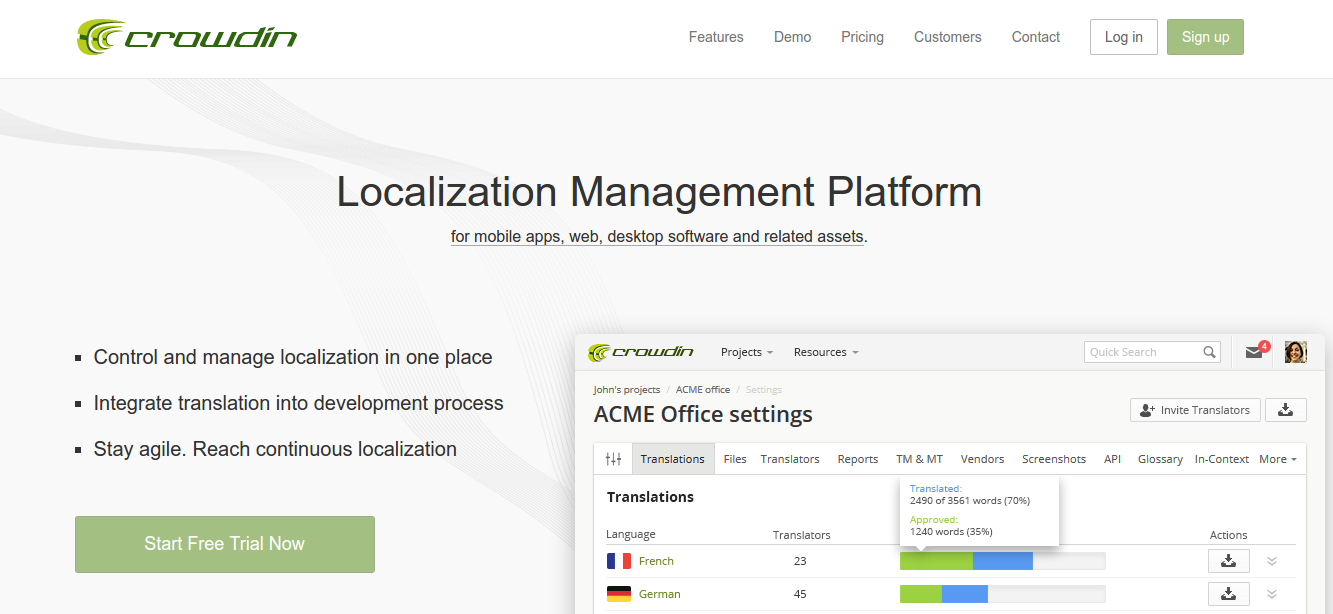 crowdin
Features Demo Pricing Customers Contact Log in Sign up
Localization Management Platform
for mobile apps, web, desktop software and related assets.
▪ Control and manage localization in one place
▪ Integrate translation into development process
▪ Stay agile. Reach continuous localization
Start Free Trial Now
crowdin Projects Resources Quick Search 4
John's projects / ACME office / Settings
ACME Office settings
Invite Translators
Translations Files Translators Reports TM & MT Vendors Screenshots API Glossary In-Context More
Translations
Translated:
2490 of 3561 words (70%)
Approved:
1240 words (35%)
Language Translators Actions
French 23
German 45